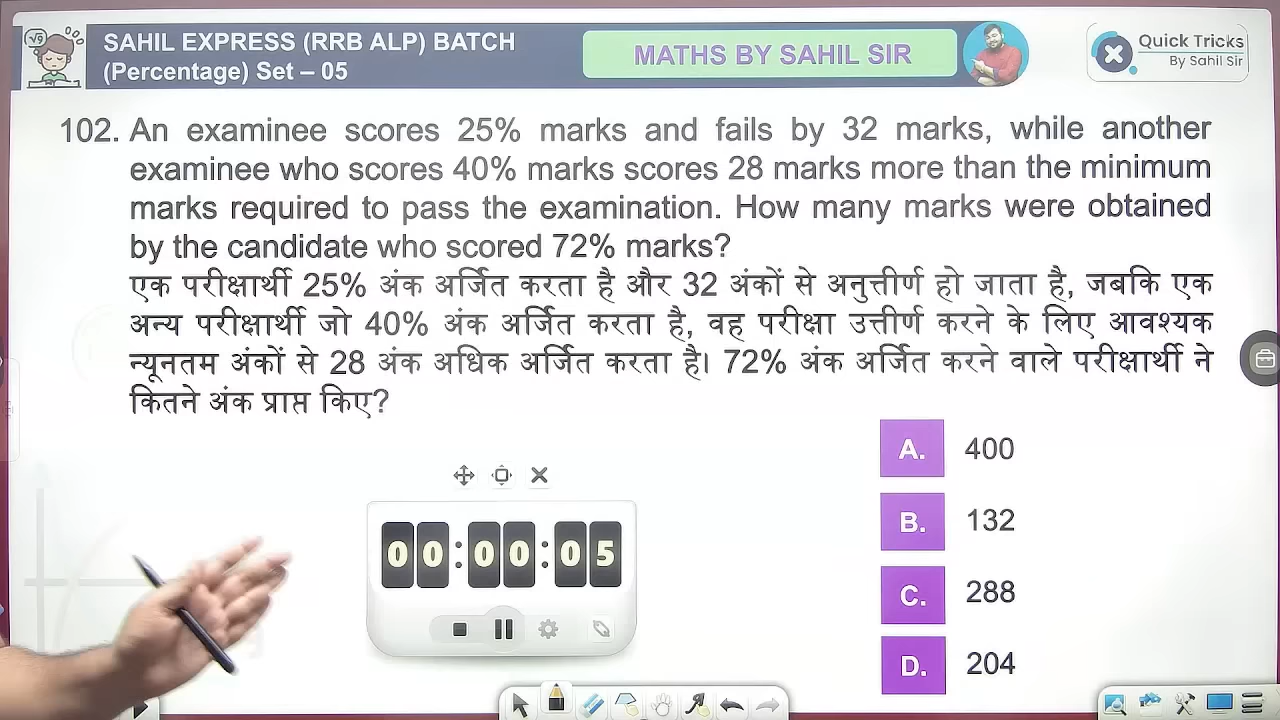 SAHIL EXPRESS (RRB ALP) BATCH
(Percentage) Set – 05
MATHS BY SAHIL SIR
Quick Tricks
By Sahil Sir
102. An examinee scores 25% marks and fails by 32 marks, while another
examinee who scores 40% marks scores 28 marks more than the minimum
marks required to pass the examination. How many marks were obtained
by the candidate who scored 72% marks?
एक परीक्षार्थी 25% अंक अर्जित करता है और 32 अंकों से अनुत्तीर्ण हो जाता है, जबकि एक
अन्य परीक्षार्थी जो 40% अंक अर्जित करता है, वह परीक्षा उत्तीर्ण करने के लिए आवश्यक
न्यूनतम अंकों से 28 अंक अधिक अर्जित करता है। 72% अंक अर्जित करने वाले परीक्षार्थी ने
कितने अंक प्राप्त किए?
A. 400
B. 132
C. 288
D. 204
00:00:05